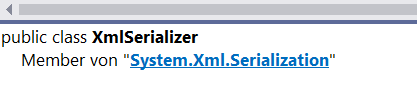 public class XmlSerializer
Member von "System.Xml.Serialization"